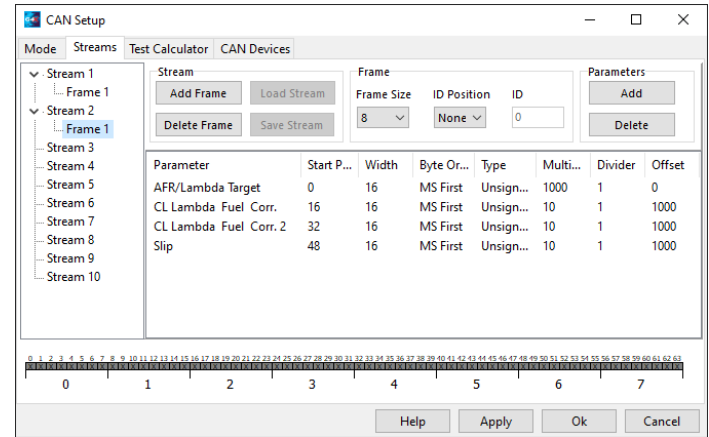 CAN Setup
Mode Streams Test Calculator CAN Devices
Stream 1
Frame 1
Stream 2
Frame 1
Stream 3
Stream 4
Stream 5
Stream 6
Stream 7
Stream 8
Stream 9
Stream 10
Stream
Add Frame Load Stream
Delete Frame Save Stream
Frame
Frame Size ID Position ID
8 None 0
Parameters
Add
Delete
Parameter Start P... Width Byte Or... Type Multi... Divider Offset
AFR/Lambda Target 0 16 MS First Unsign... 1000 1 0
CL Lambda Fuel Corr. 16 16 MS First Unsign... 10 1 1000
CL Lambda Fuel Corr. 2 32 16 MS First Unsign... 10 1 1000
Slip 48 16 MS First Unsign... 10 1 1000
0 1 2 3 4 5 6 7 8 9 10 11 12 13 14 15 16 17 18 19 20 21 22 23 24 25 26 27 28 29 30 31 32 33 34 35 36 37 38 39 40 41 42 43 44 45 46 47 48 49 50 51 52 53 54 55 56 57 58 59 60 61 62 63
X X X X X X X X X X X X X X X X X X X X X X X X X X X X X X X X X X X X X X X X X X X X X X X X X X X X X X X X X X X X X X X X
0 1 2 3 4 5 6 7
Help Apply Ok Cancel